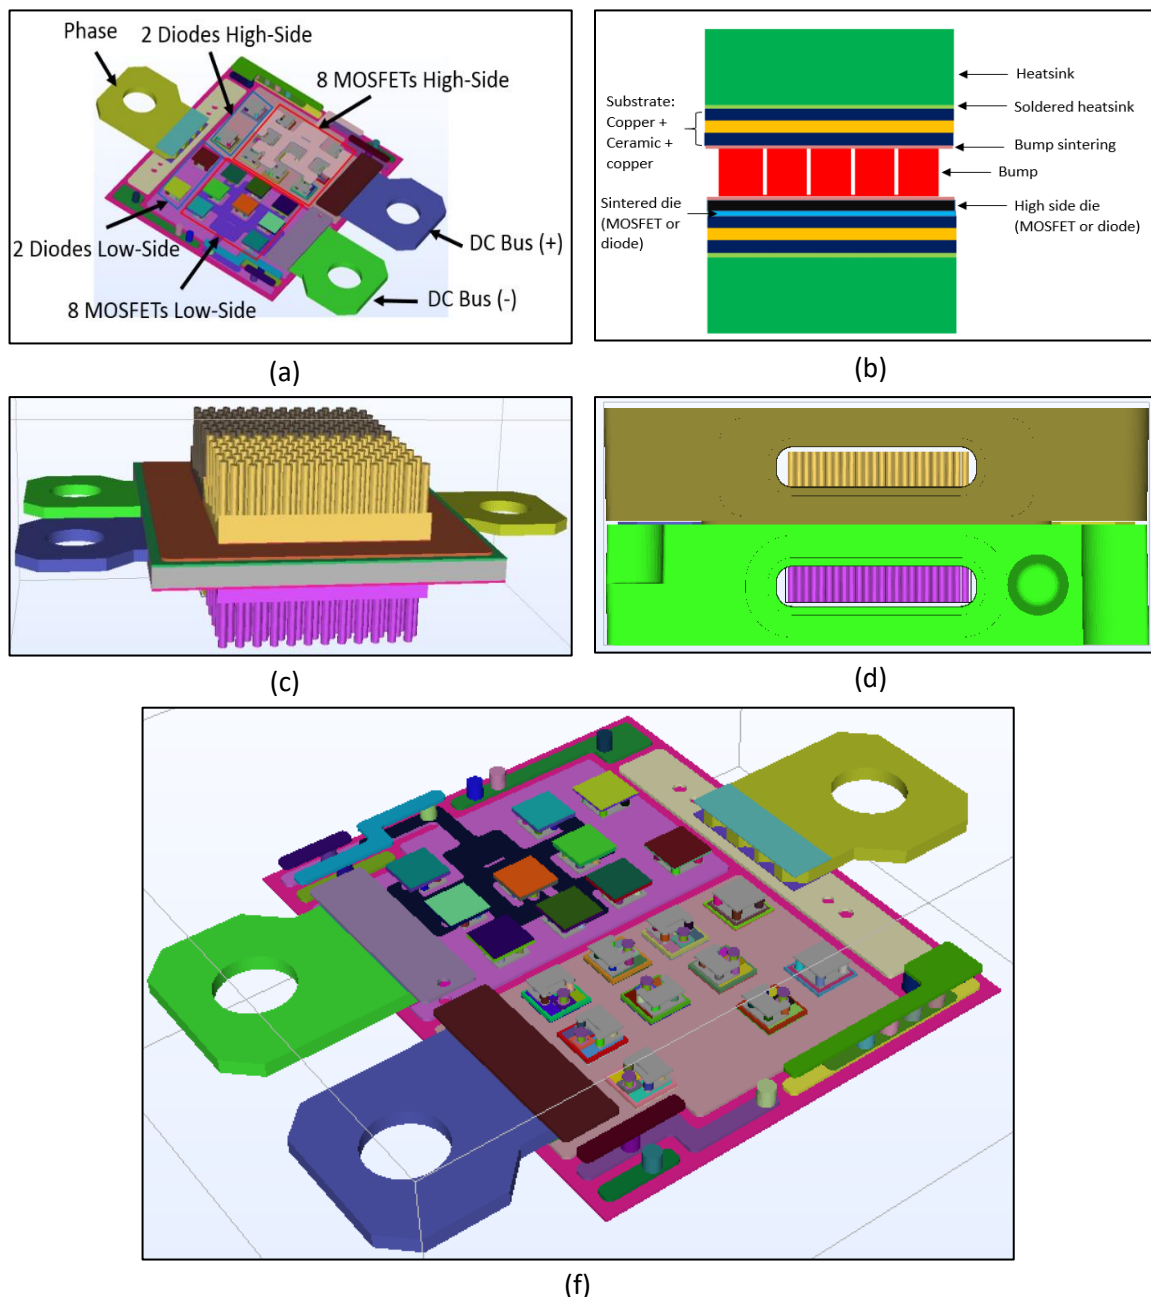 Phase
2 Diodes High-Side
8 MOSFETs High-Side
DC Bus (+)
2 Diodes Low-Side
DC Bus (-)
8 MOSFETs Low-Side
(a)
Heatsink
Substrate:
Copper +
Ceramic +
copper
Soldered heatsink
Bump sintering
Bump
Sintered die
(MOSFET or
diode)
High side die
(MOSFET or diode)
(b)
(c)
(d)
(f)